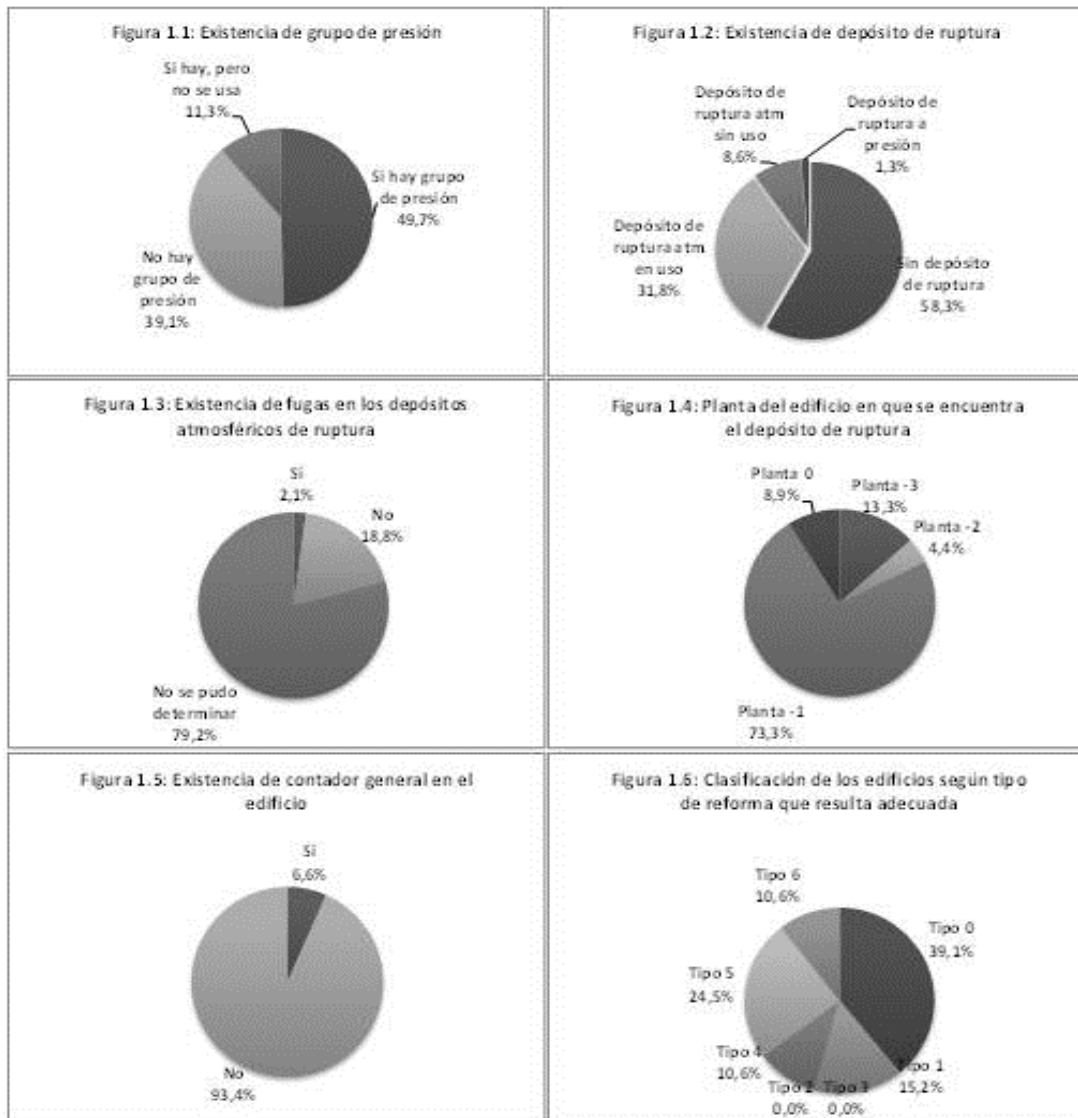 Figura 1.1: Existencia de grupo de presión
Si hay, pero
no se usa
11,3%
Si hay grupo
de presión
49,7%
No hay
grupo de
presión
39,1%
Figura 1.2: Existencia de depósito de ruptura
Depósito de
ruptura atm
sin uso
8,6%
Depósito de
ruptura a
presión
1,3%
Depósito de
ruptura atm
en uso
31,8%
Sin depósito
de ruptura
58,3%
Figura 1.3: Existencia de fugas en los depósitos
atmosféricos de ruptura
Si
2,1%
No
18,8%
No se pudo
determinar
79,2%
Figura 1.4: Planta del edificio en que se encuentra
el depósito de ruptura
Planta 0
8,9%
Planta -3
13,3%
Planta -2
4,4%
Planta -1
73,3%
Figura 1.5: Existencia de contador general en el
edificio
Si
6,6%
No
93,4%
Figura 1.6: Clasificación de los edificios según tipo
de reforma que resulta adecuada
Tipo 6
10,6%
Tipo 0
39,1%
Tipo 5
24,5%
Tipo 4
10,6%
Tipo 2
0,0%
Tipo 3
0,0%
Tipo 1
15,2%